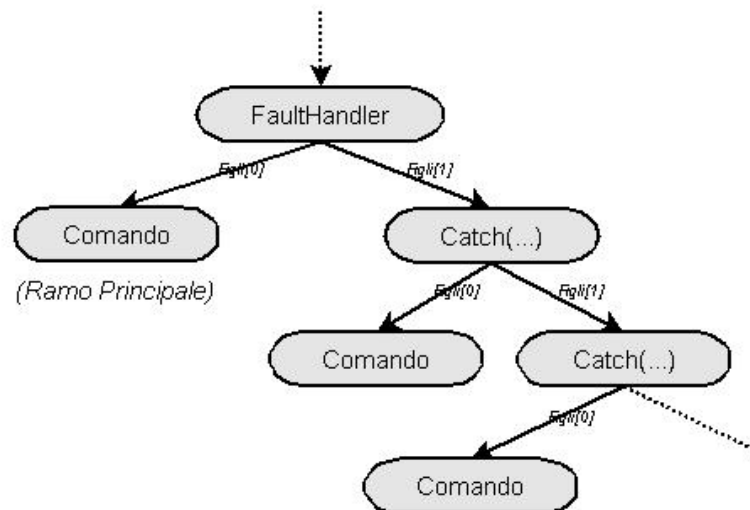 FaultHandler
Figli[0]
Figli[1]
Comando
Catch(...)
(Ramo Principale)
Figli[0]
Figli[1]
Comando
Catch(...)
Figli[0]
Comando